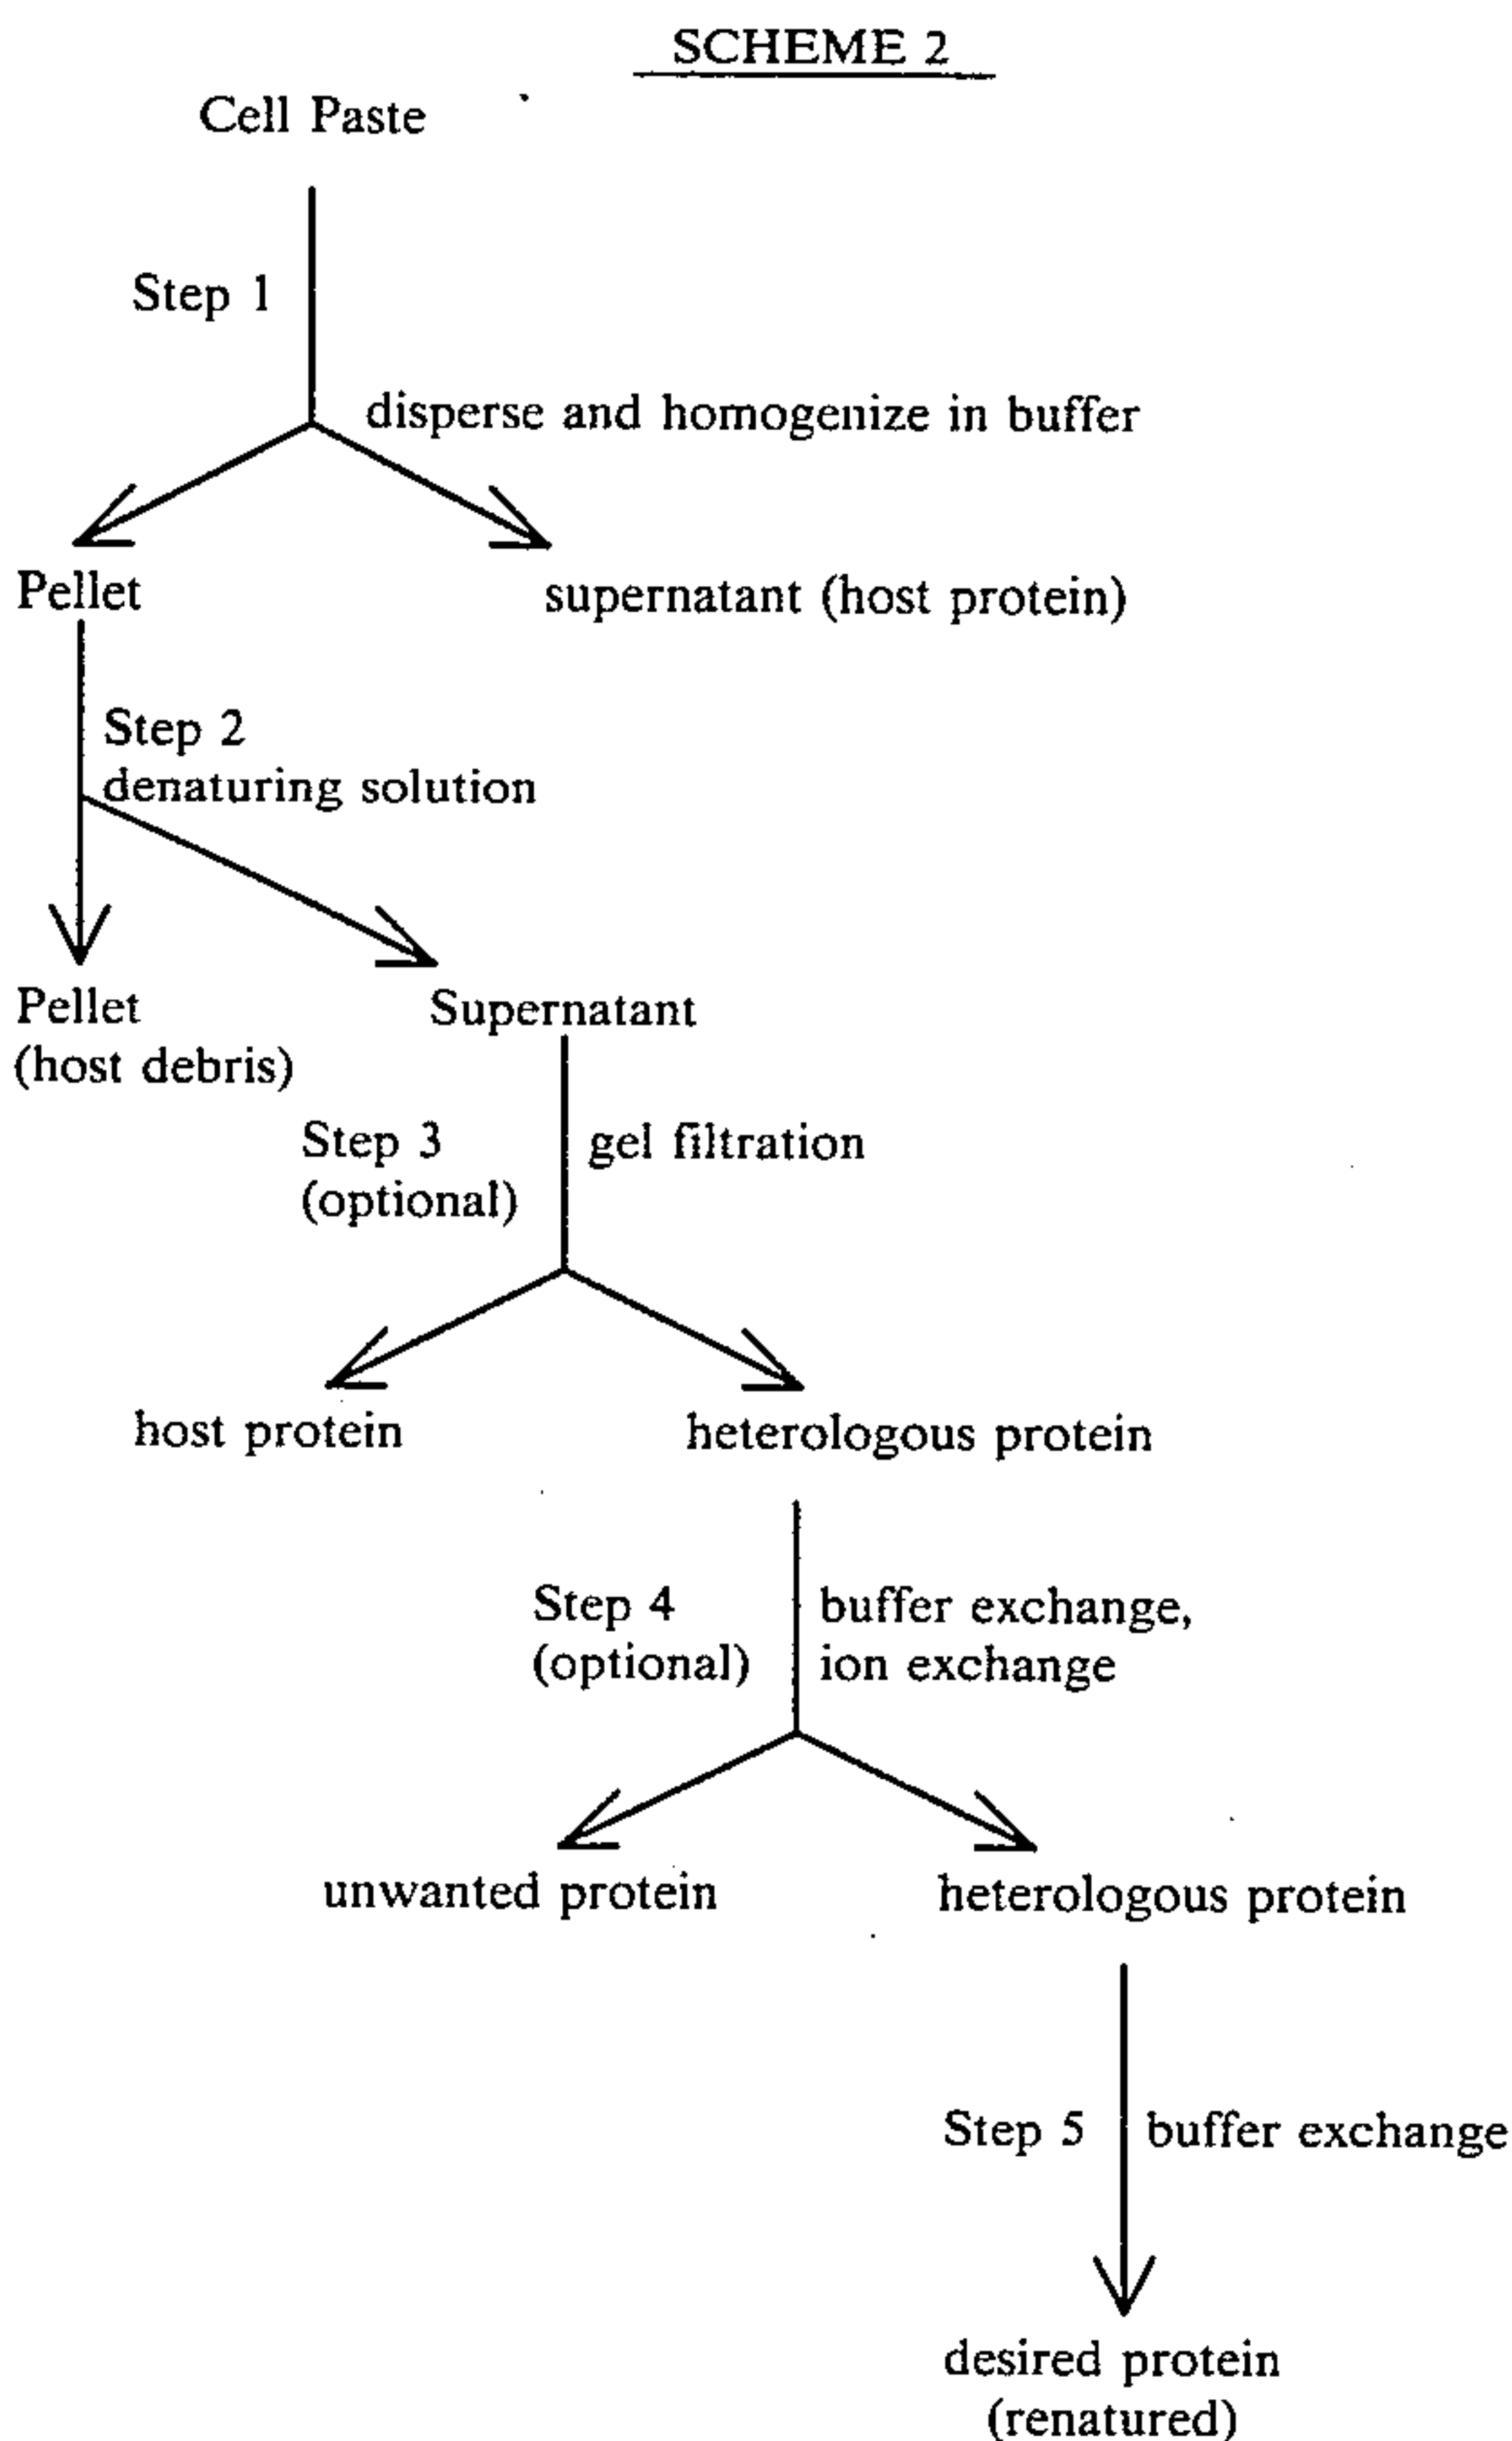 SCHEME 2
Cell Paste
Step 1
disperse and homogenize in buffer
Pellet
supernatant (host protein)
Step 2
denaturing solution
Pellet
(host debris)
Supernatant
Step 3
(optional)
gel filtration
host protein
heterologous protein
Step 4
(optional)
buffer exchange,
ion exchange
unwanted protein
heterologous protein
Step 5
buffer exchange
desired protein
(renatured)